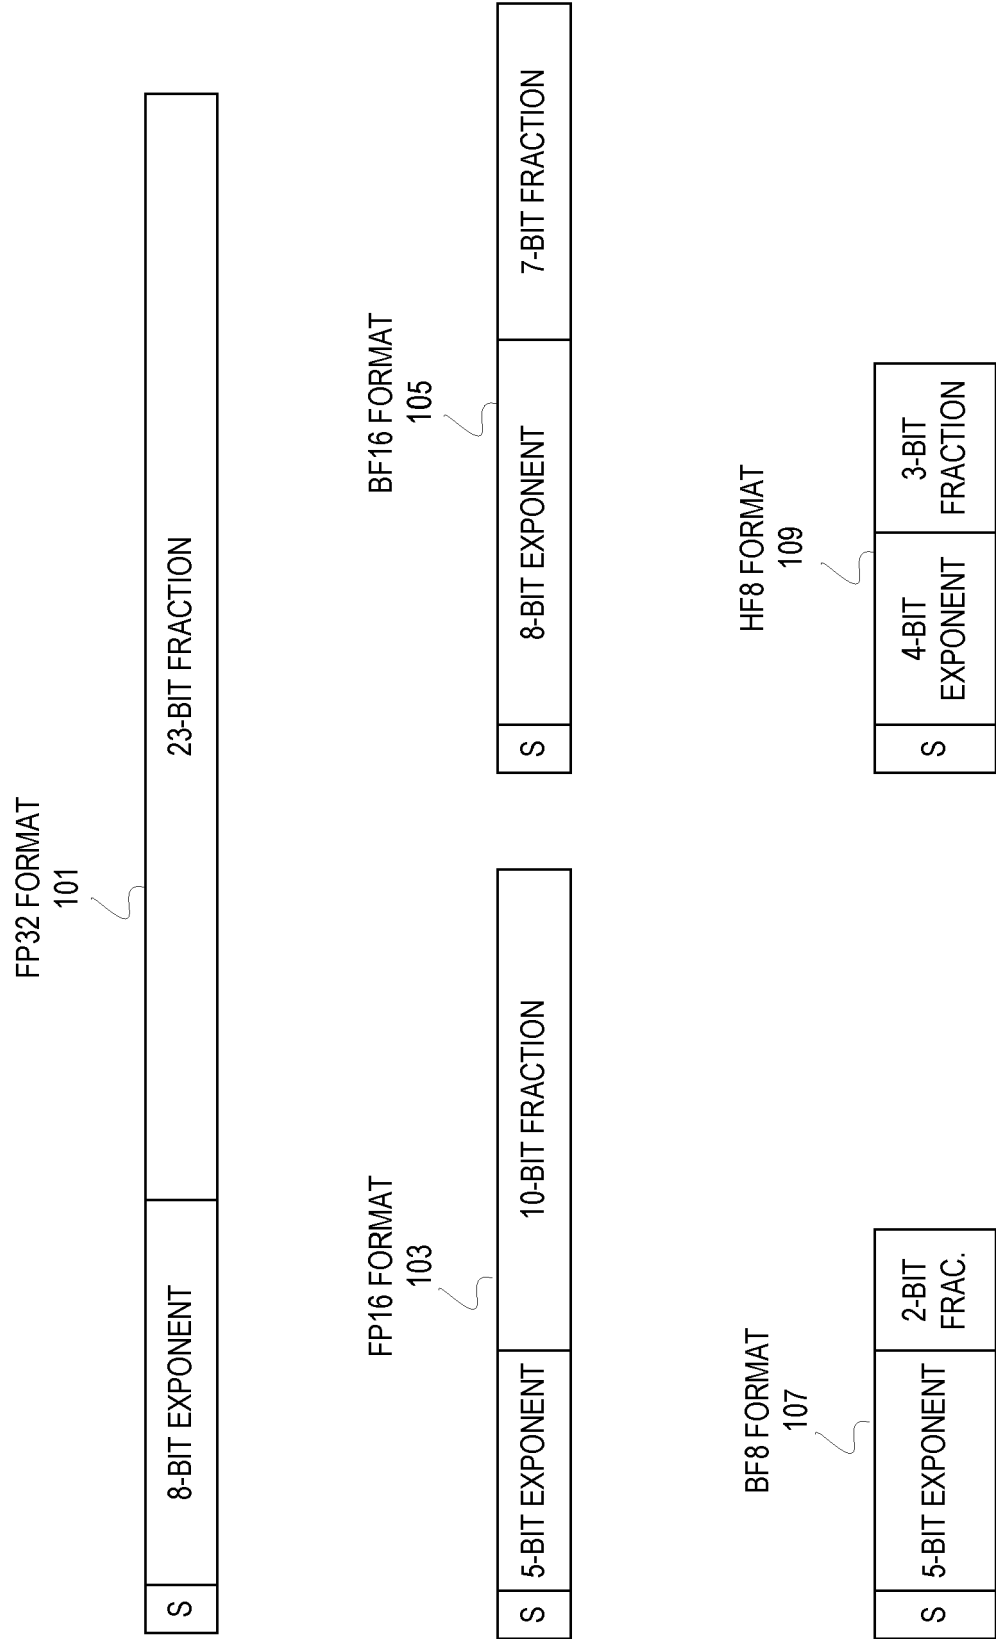 FP32 FORMAT
101
S
8-BIT EXPONENT
23-BIT FRACTION
FP16 FORMAT
103
S
5-BIT EXPONENT
10-BIT FRACTION
BF16 FORMAT
105
S
8-BIT EXPONENT
7-BIT FRACTION
BF8 FORMAT
107
S
5-BIT EXPONENT
2-BIT
FRAC.
HF8 FORMAT
109
S
4-BIT
EXPONENT
3-BIT
FRACTION